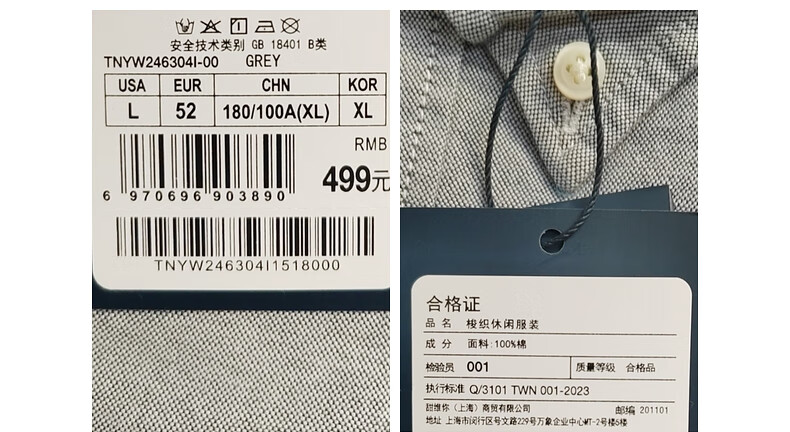 安全技术类别 GB 18401 B类
TNYW246304I-00 GREY
USA EUR CHN KOR
L 52 180/100A(XL) XL
RMB
499元
6 970696 903890
TNYW246304I1518000
合格证
品 名 梭织休闲服装
成 分 面料:100%棉
检验员 001 质量等级 合格品
执行标准 Q/3101 TWN 001-2023
甜维你（上海）商贸有限公司 邮编 201101
地址 上海市闵行区号文路229号万象企业中心MT-2号楼5楼